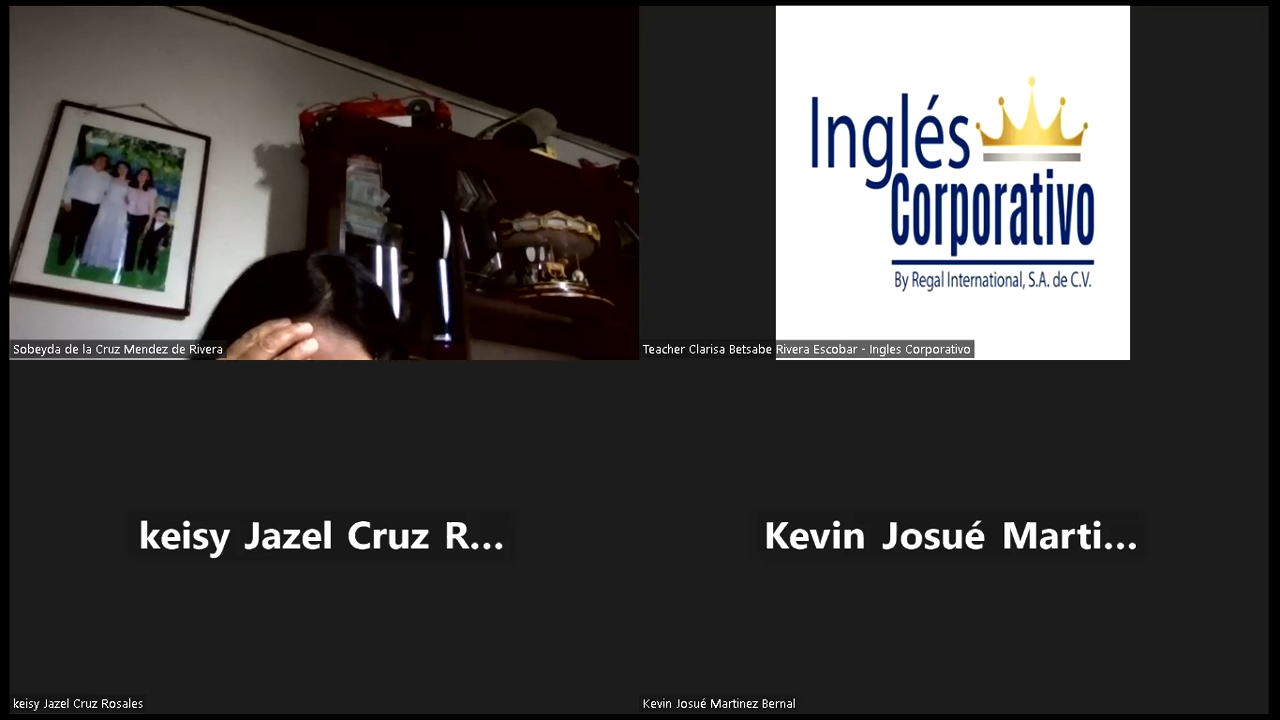 Inglés
Corporativo
By Regal International, S.A. de C.V.
Sobeyda de la Cruz Mendez de Rivera
Teacher Clarisa Betsabe Rivera Escobar - Ingles Corporativo
keisy Jazel Cruz R...
Kevin Josué Marti...
keisy Jazel Cruz Rosales
Kevin Josué Martinez Bernal